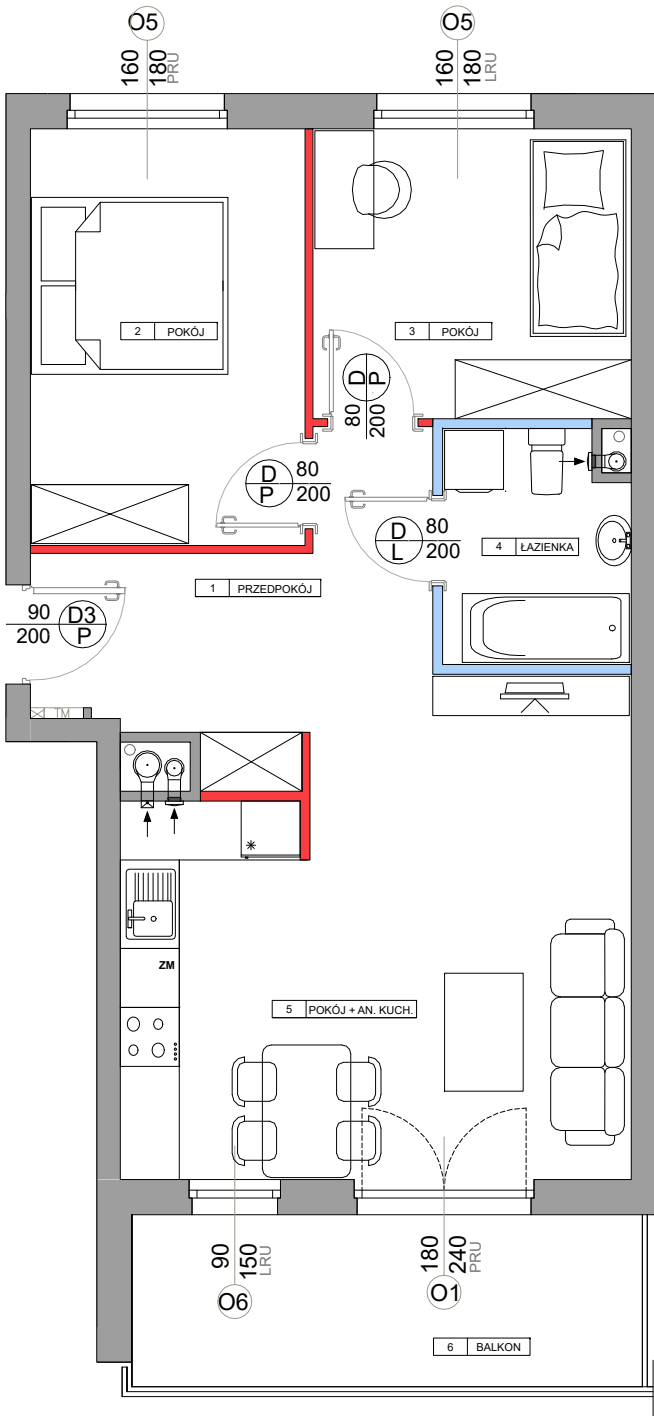 O5
O5
160
180
PRU
160
180
LRU
2 POKÓJ
3 POKÓJ
D
P
80
200
D
P
80
200
D
L
80
200
4 ŁAZIENKA
1 PRZEDPOKÓJ
90
200
D3
P
TM
ZM
5 POKÓJ + AN. KUCH.
90
150
LRU
O6
180
240
PRU
O1
6 BALKON